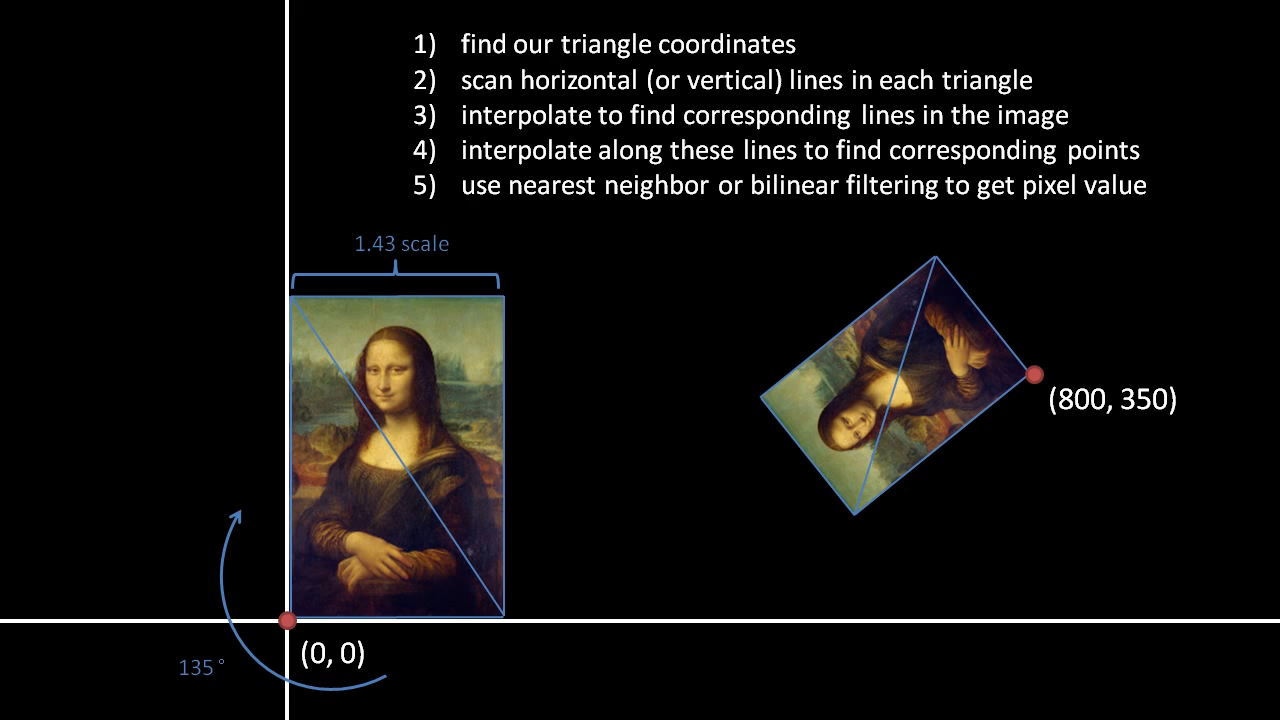 1) find our triangle coordinates
2) scan horizontal (or vertical) lines in each triangle
3) interpolate to find corresponding lines in the image
4) interpolate along these lines to find corresponding points
5) use nearest neighbor or bilinear filtering to get pixel value
1.43 scale
(800, 350)
(0, 0)
135°